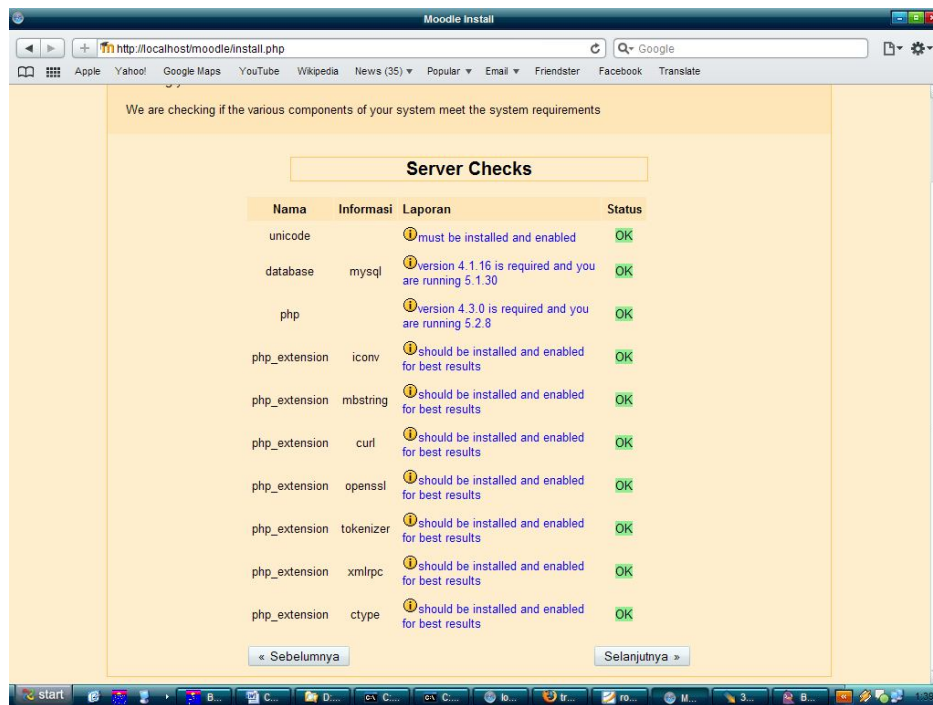 Moodle Install
http://localhost/moodle/install.php
Google
Apple Yahoo! Google Maps YouTube Wikipedia News (35) Popular Email Friendster Facebook Translate
We are checking if the various components of your system meet the system requirements
Server Checks
Nama Informasi Laporan Status
unicode must be installed and enabled OK
database mysql version 4.1.16 is required and you are running 5.1.30 OK
php version 4.3.0 is required and you are running 5.2.8 OK
php_extension iconv should be installed and enabled for best results OK
php_extension mbstring should be installed and enabled for best results OK
php_extension curl should be installed and enabled for best results OK
php_extension openssl should be installed and enabled for best results OK
php_extension tokenizer should be installed and enabled for best results OK
php_extension xmlrpc should be installed and enabled for best results OK
php_extension ctype should be installed and enabled for best results OK
« Sebelumnya Selanjutnya »
start B... C... D:... C:... C:... lo... tr... ro... M... 3... B...